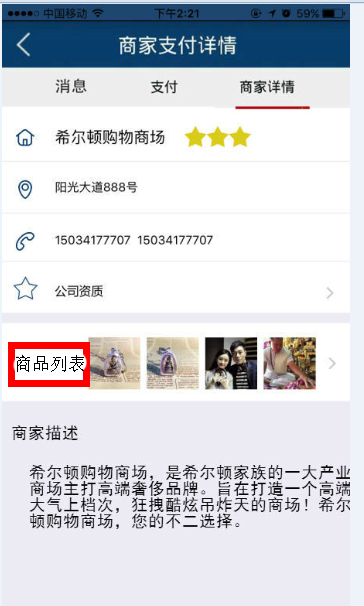 中国移动 下午2:21 59%
商家支付详情
消息 支付 商家详情
希尔顿购物商场
阳光大道888号
15034177707 15034177707
公司资质
商品列表
商家描述
希尔顿购物商场，是希尔顿家族的一大产业
商场主打高端奢侈品牌。旨在打造一个高端
大气上档次，狂拽酷炫吊炸天的商场！希尔
顿购物商场，您的不二选择。